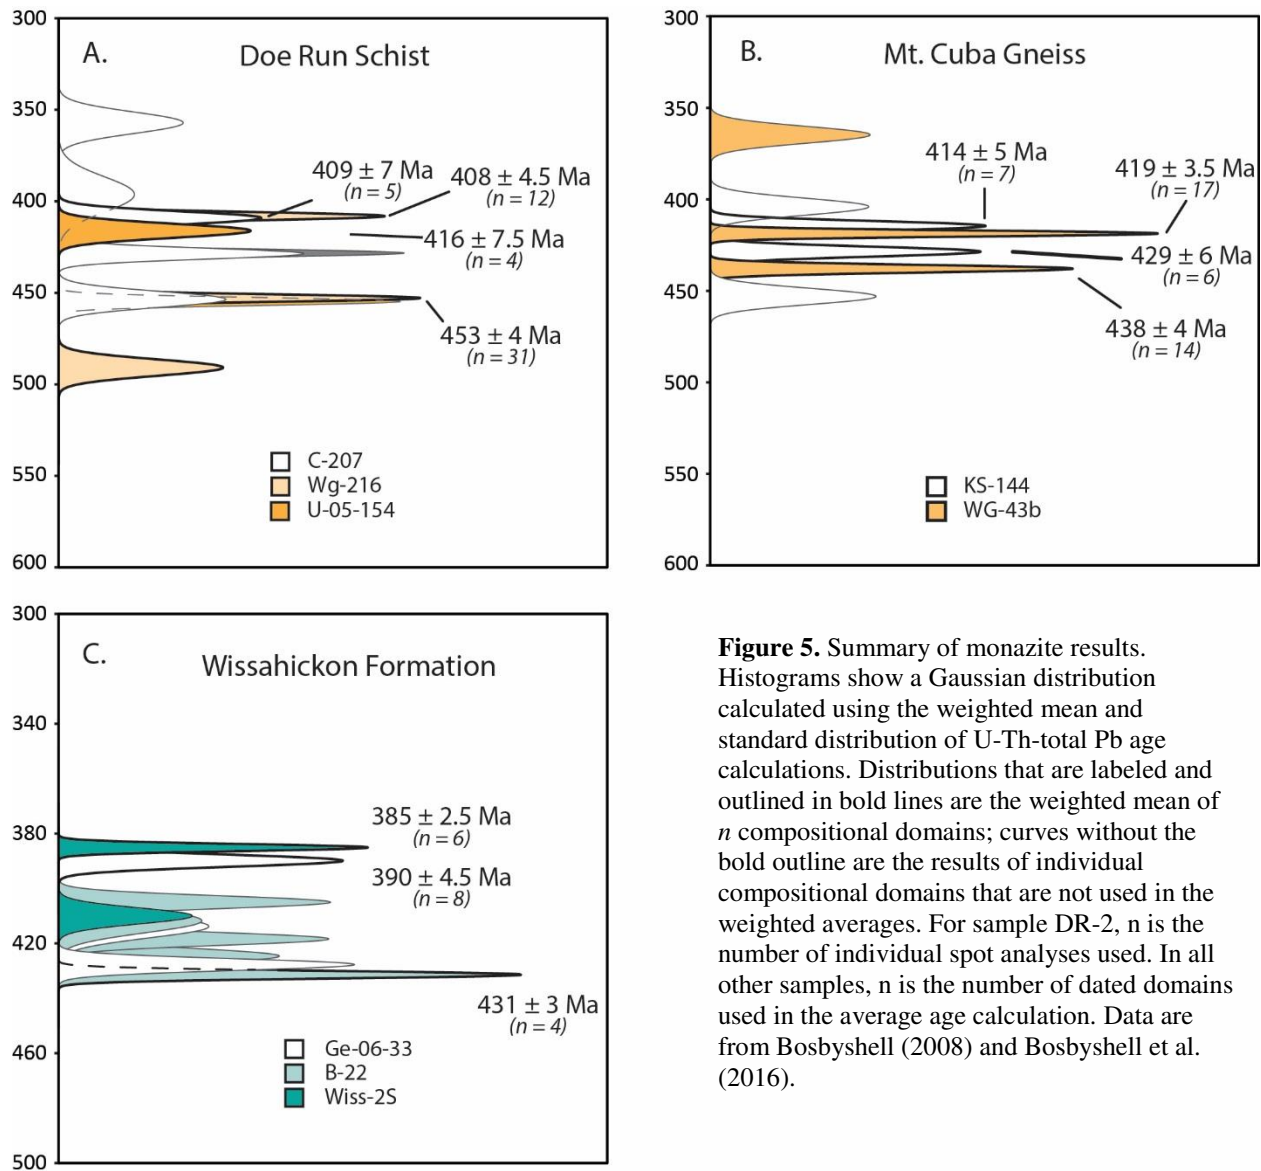 300
350
400
450
500
550
600
A.
Doe Run Schist
409 ± 7 Ma
(n = 5)
408 ± 4.5 Ma
(n = 12)
416 ± 7.5 Ma
(n = 4)
453 ± 4 Ma
(n = 31)
C-207
Wg-216
U-05-154
300
350
400
450
500
550
600
B.
Mt. Cuba Gneiss
414 ± 5 Ma
(n = 7)
419 ± 3.5 Ma
(n = 17)
429 ± 6 Ma
(n = 6)
438 ± 4 Ma
(n = 14)
KS-144
WG-43b
300
340
380
420
460
500
C.
Wissahickon Formation
385 ± 2.5 Ma
(n = 6)
390 ± 4.5 Ma
(n = 8)
431 ± 3 Ma
(n = 4)
Ge-06-33
B-22
Wiss-2S
Figure 5. Summary of monazite results.
Histograms show a Gaussian distribution
calculated using the weighted mean and
standard distribution of U-Th-total Pb age
calculations. Distributions that are labeled and
outlined in bold lines are the weighted mean of
n compositional domains; curves without the
bold outline are the results of individual
compositional domains that are not used in the
weighted averages. For sample DR-2, n is the
number of individual spot analyses used. In all
other samples, n is the number of dated domains
used in the average age calculation. Data are
from Bosbyshell (2008) and Bosbyshell et al.
(2016).